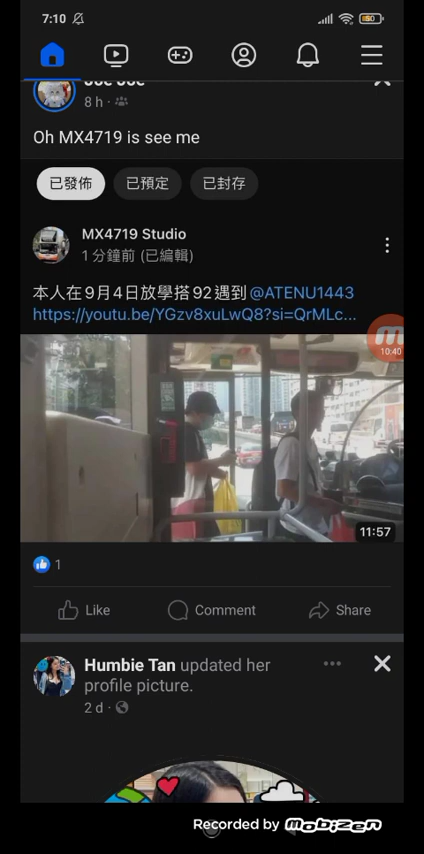 7:10
50
8 h
Oh MX4719 is see me
已發佈
已預定
已封存
MX4719 Studio
1 分鐘前 (已編輯)
本人在9月4日放學搭92遇到 @ATENU1443
https://youtu.be/YGzv8xuLwQ8?si=QrMLc...
10:40
11:57
1
Like
Comment
Share
Humbie Tan updated her
profile picture.
2 d
Recorded by Mobizen